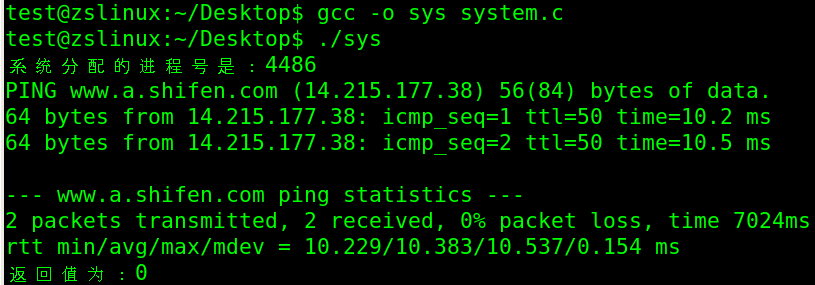 test@zslinux:~/Desktop$ gcc -o sys system.c
test@zslinux:~/Desktop$ ./sys
系统分配的进程号是：4486
PING www.a.shifen.com (14.215.177.38) 56(84) bytes of data.
64 bytes from 14.215.177.38: icmp_seq=1 ttl=50 time=10.2 ms
64 bytes from 14.215.177.38: icmp_seq=2 ttl=50 time=10.5 ms
--- www.a.shifen.com ping statistics ---
2 packets transmitted, 2 received, 0% packet loss, time 7024ms
rtt min/avg/max/mdev = 10.229/10.383/10.537/0.154 ms
返回值为：0